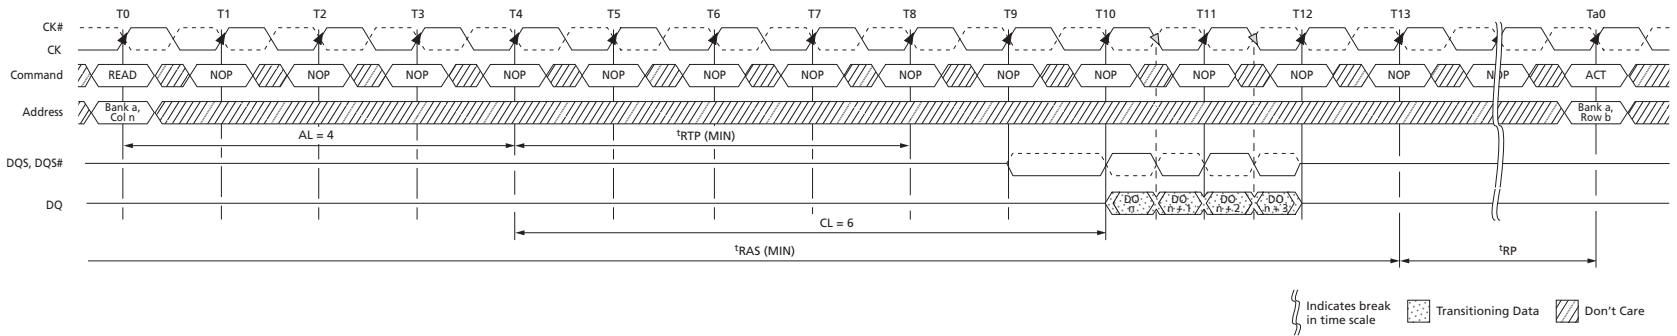 T0 T1 T2 T3 T4 T5 T6 T7 T8 T9 T10 T11 T12 T13 Ta0
CK#
CK
Command READ NOP NOP NOP NOP NOP NOP NOP NOP NOP NOP NOP NOP NOP NOP ACT
Address Bank a, Col n Bank a, Row b
AL = 4 tRTP (MIN)
DQS, DQS#
DQ DO n DO n + 1 DO n + 2 DO n + 3
CL = 6
tRAS (MIN) tRP
Indicates break in time scale Transitioning Data Don't Care